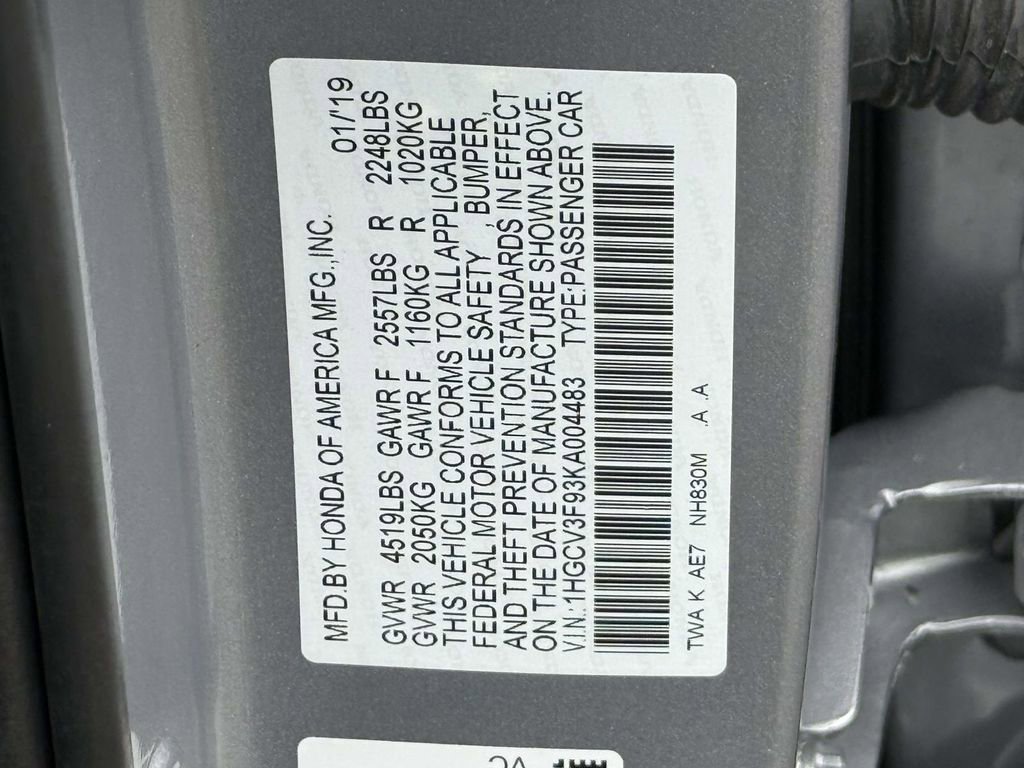 MFD.BY HONDA OF AMERICA MFG.,INC. 01/'19
GVWR 4519LBS GAWR F 2557LBS R 2248LBS
GVWR 2050KG GAWR F 1160KG R 1020KG
THIS VEHICLE CONFORMS TO ALL APPLICABLE
FEDERAL MOTOR VEHICLE SAFETY , BUMPER,
AND THEFT PREVENTION STANDARDS IN EFFECT
ON THE DATE OF MANUFACTURE SHOWN ABOVE.
V.I.N.:1HGCV3F93KA004483 TYPE:PASSENGER CAR
TWA K AE7 NH830M .A .A